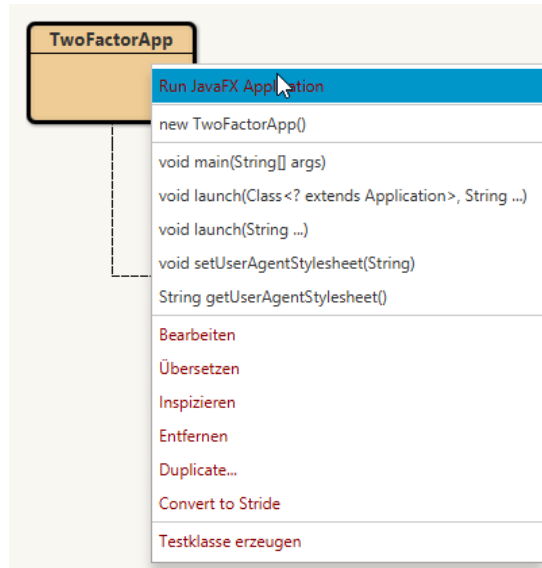 TwoFactorApp
Run JavaFX Application
new TwoFactorApp()
void main(String[] args)
void launch(Class<? extends Application>, String ...)
void launch(String ...)
void setUserAgentStylesheet(String)
String getUserAgentStylesheet()
Bearbeiten
Übersetzen
Inspizieren
Entfernen
Duplicate...
Convert to Stride
Testklasse erzeugen